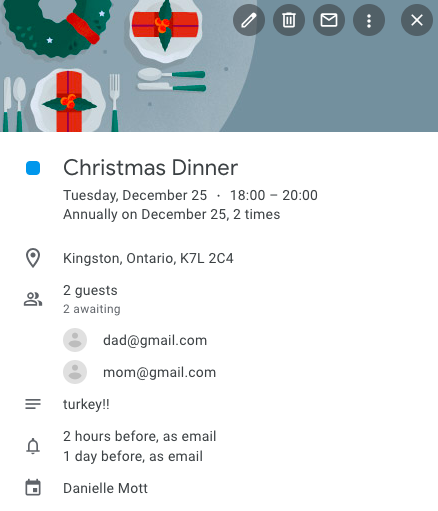 Christmas Dinner
Tuesday, December 25 · 18:00 – 20:00
Annually on December 25, 2 times
Kingston, Ontario, K7L 2C4
2 guests
2 awaiting
dad@gmail.com
mom@gmail.com
turkey!!
2 hours before, as email
1 day before, as email
Danielle Mott